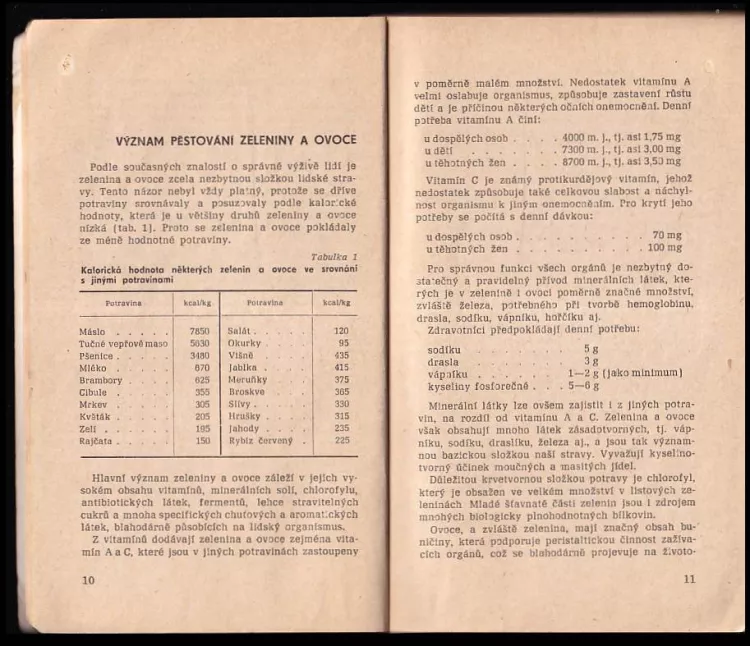 VÝZNAM PĚSTOVÁNÍ ZELENINY A OVOCE
Podle současných znalostí o správné výživě lidí je
zelenina a ovoce zcela nezbytnou složkou lidské stra-
vy. Tento názor nebyl vždy platný, protože se dříve
potraviny srovnávaly a posuzovaly podle kalorické
hodnoty, která je u většiny druhů zeleniny a ovoce
nízká (tab. 1). Proto se zelenina a ovoce pokládaly
ze méně hodnotné potraviny.
Tabulka 1
Kalorická hodnota některých zelenin a ovoce ve srovnání
s jinými potravinami
Potravina kcal/kg Potravina kcal/kg
Máslo . . . . . 7850 Salát . . . . . 120
Tučné vepřové maso 5030 Okurky . . . . 95
Pšenice . . . . . 3480 Višně . . . . 435
Mléko . . . . . 670 Jablka . . . . 415
Brambory . . . . 625 Meruňky . . . 375
Cibule . . . . . 355 Broskve . . . 365
Mrkev . . . . . 305 Slívy . . . . . 330
Květák . . . . . 205 Hrušky . . . . 315
Zelí . . . . . . 195 Jahody . . . . 235
Rajčata . . . . . 150 Rybíz červený . 225
Hlavní význam zeleniny a ovoce záleží v jejich vy-
sokém obsahu vitamínů, minerálních solí, chlorofylu,
antibiotických látek, fermentů, lehce stravitelných
cukrů a mnoha specifických chuťových a aromatických
látek, blahodárně působících na lidský organismus.
Z vitamínů dodávají zelenina a ovoce zejména vita-
mín A a C, které jsou v jiných potravinách zastoupeny
10
v poměrně malém množství. Nedostatek vitamínu A
velmi oslabuje organismus, způsobuje zastavení růstu
dětí a je příčinou některých očních onemocnění. Denní
potřeba vitamínu A činí:
u dospělých osob . . . . 4000 m. j., tj. asi 1,75 mg
u dětí . . . . . . . 7300 m. j., tj. asi 3,00 mg
u těhotných žen . . . . 8700 m. j., tj. asi 3,50 mg
Vitamín C je známý protikurdějový vitamín, jehož
nedostatek způsobuje také celkovou slabost a náchyl-
nost organismu k jiným onemocněním. Pro krytí jeho
potřeby se počítá s denní dávkou:
u dospělých osob . . . . . . . . . . . 70 mg
u těhotných žen . . . . . . . . . . . 100 mg
Pro správnou funkci všech orgánů je nezbytný do-
statečný a pravidelný přívod minerálních látek, kte-
rých je v zelenině i ovoci poměrně značné množství,
zvláště železa, potřebného při tvorbě hemoglobinu,
drasla, sodíku, vápníku, hořčíku aj.
Zdravotníci předpokládají denní potřebu:
sodíku . . . . . . 5 g
drasla . . . . . . 3 g
vápníku . . . . . . 1—2 g (jako minimum)
kyseliny fosforečné . . . 5—6 g
Minerální látky lze ovšem zajistit i z jiných potra-
vin, na rozdíl od vitamínu A a C. Zelenina a ovoce
však obsahují mnoho látek zásadotvorných, tj. váp-
níku, sodíku, draslíku, železa aj., a jsou tak význam-
nou bazickou složkou naší stravy. Vyvažují kyselino-
tvorný účinek moučných a masitých jídel.
Důležitou krvetvornou složkou potravy je chlorofyl,
který je obsažen ve velkém množství v listových ze-
leninách Mladé šťavnaté části zelenin jsou i zdrojem
mnohých biologicky plnohodnotných bílkovin.
Ovoce, a zvláště zelenina, mají značný obsah bu-
ničiny, která podporuje peristaltickou činnost zažíva-
cích orgánů, což se blahodárně projevuje na životo-
11